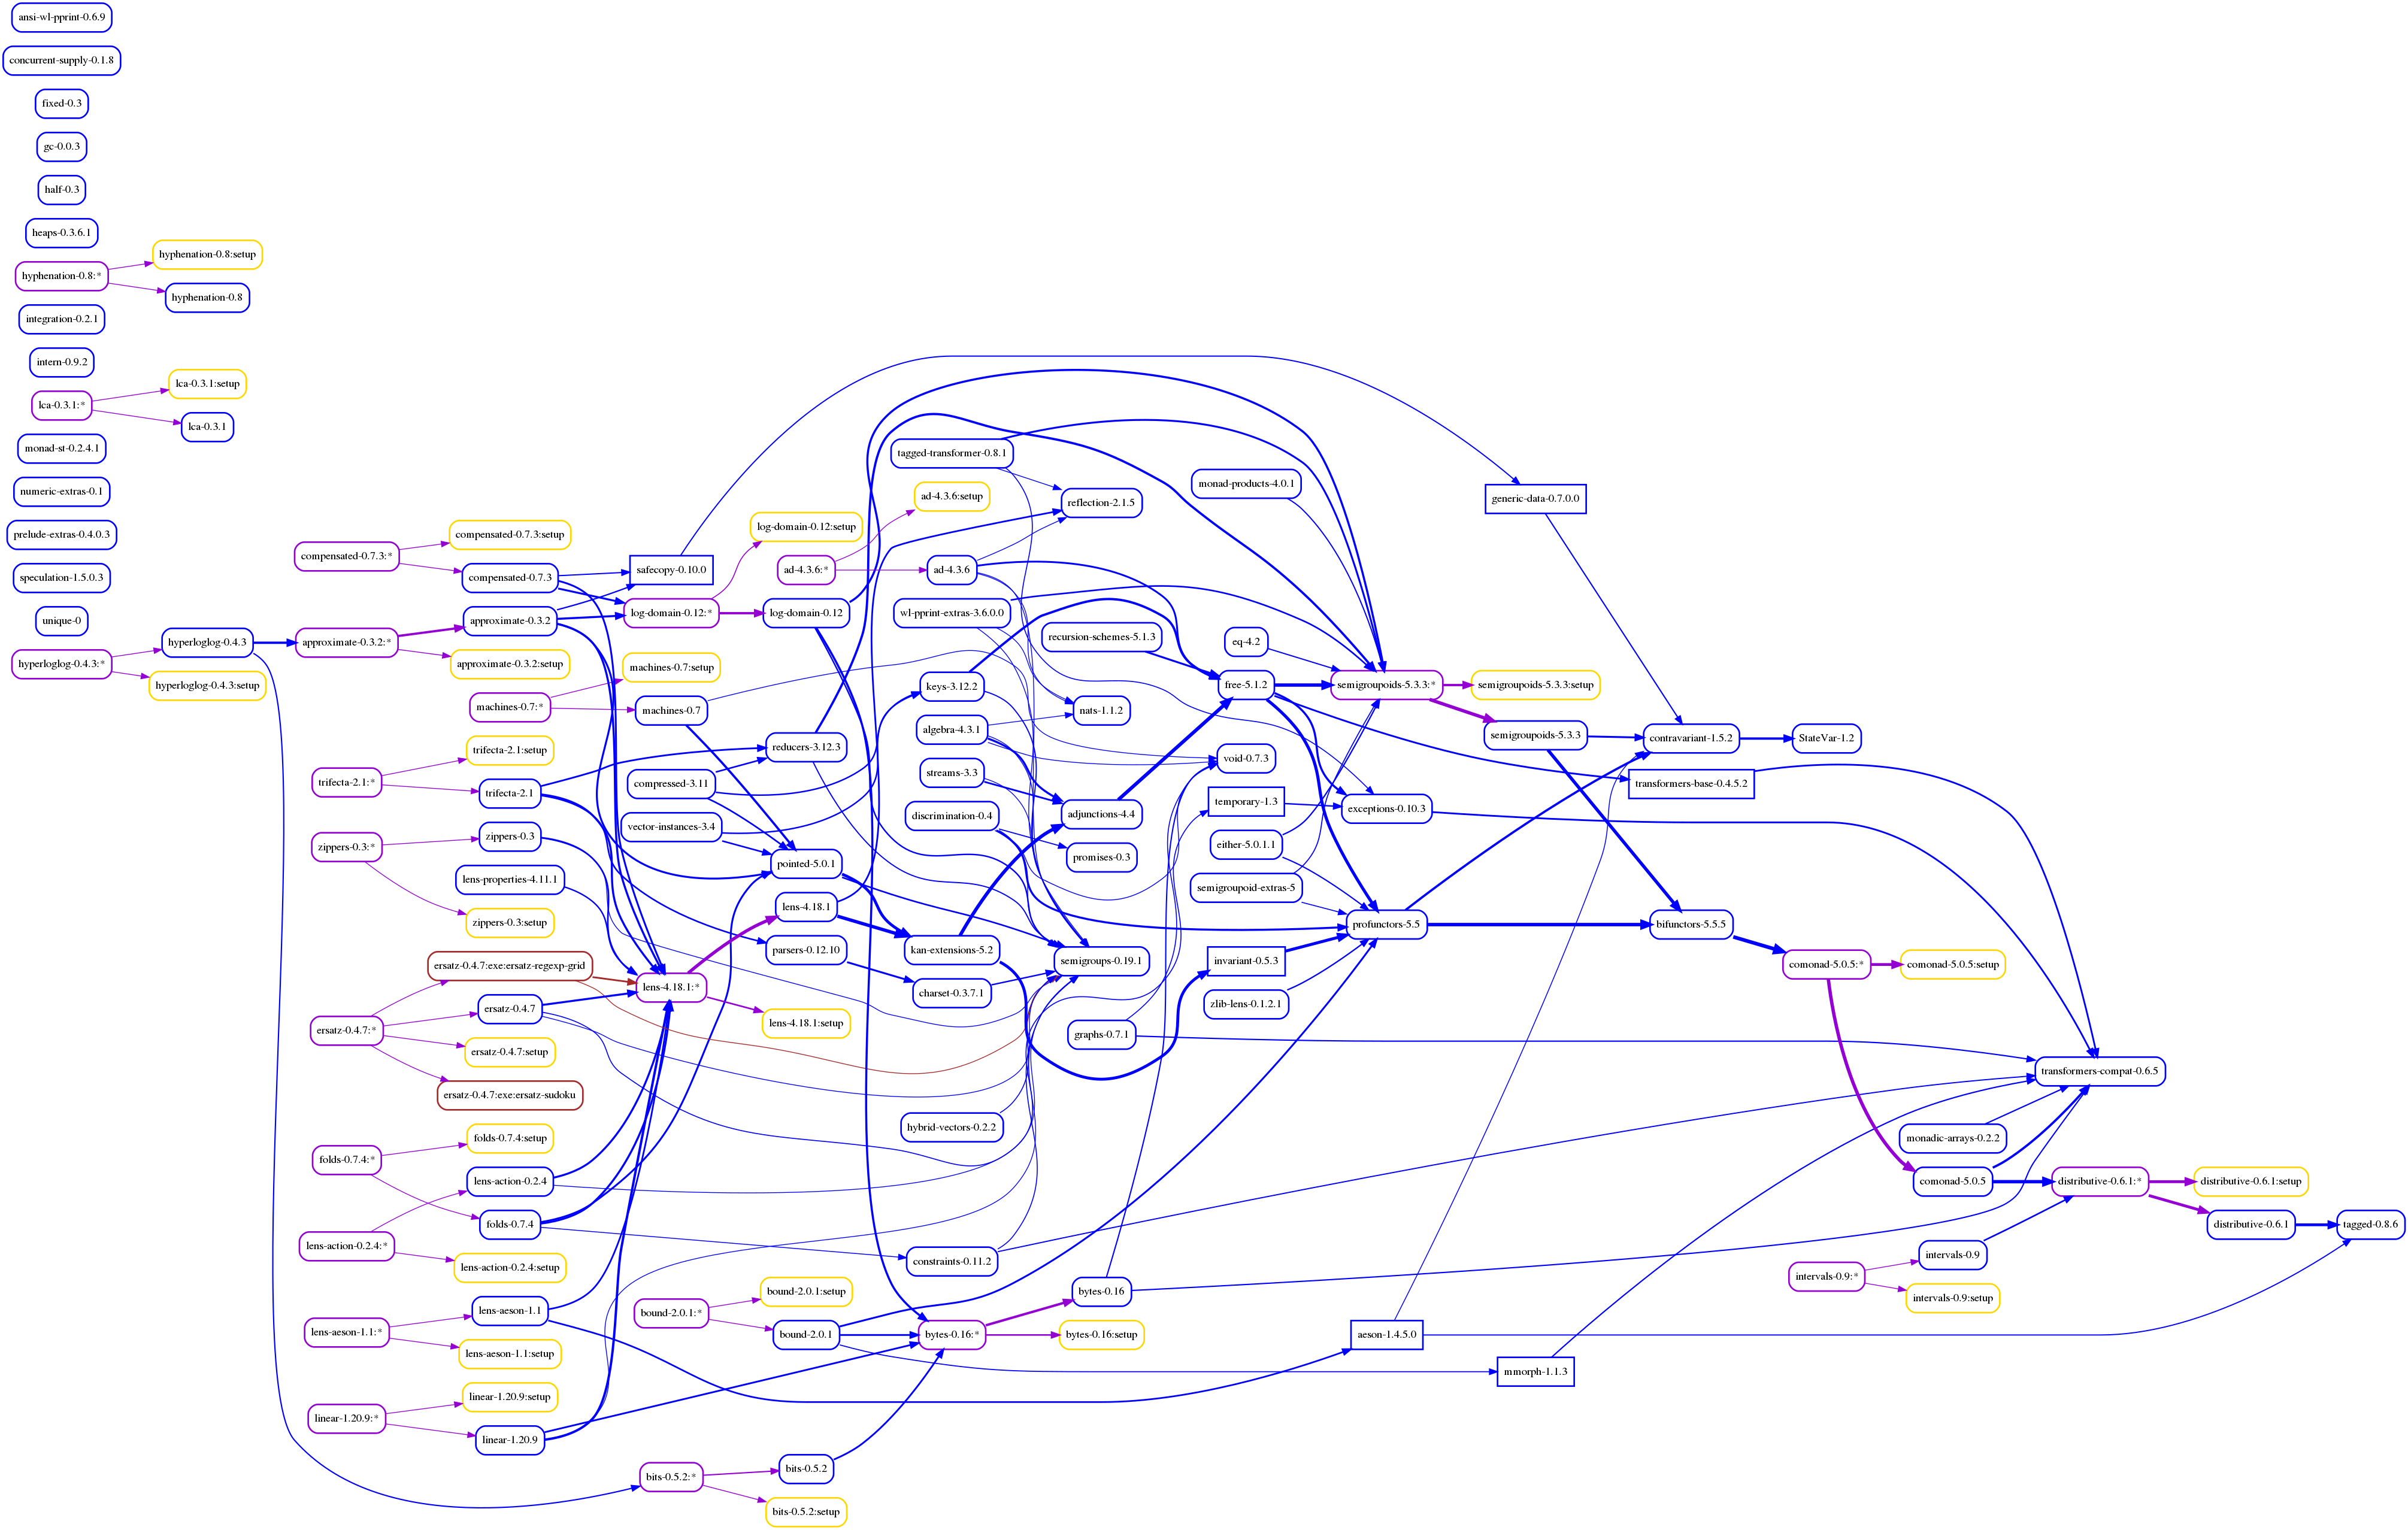 ansi-wl-pprint-0.6.9
concurrent-supply-0.1.8
fixed-0.3
gc-0.0.3
half-0.3
heaps-0.3.6.1
hyphenation-0.8:*
hyphenation-0.8:setup
hyphenation-0.8
integration-0.2.1
intern-0.9.2
lca-0.3.1:*
lca-0.3.1:setup
lca-0.3.1
monad-st-0.2.4.1
numeric-extras-0.1
prelude-extras-0.4.0.3
speculation-1.5.0.3
unique-0
hyperloglog-0.4.3:*
hyperloglog-0.4.3
hyperloglog-0.4.3:setup
compensated-0.7.3:*
approximate-0.3.2:*
trifecta-2.1:*
zippers-0.3:*
ersatz-0.4.7:*
folds-0.7.4:*
lens-action-0.2.4:*
lens-aeson-1.1:*
linear-1.20.9:*
compensated-0.7.3:setup
compensated-0.7.3
approximate-0.3.2
approximate-0.3.2:setup
machines-0.7:*
trifecta-2.1:setup
trifecta-2.1
zippers-0.3
lens-properties-4.11.1
zippers-0.3:setup
ersatz-0.4.7:exe:ersatz-regexp-grid
ersatz-0.4.7
ersatz-0.4.7:setup
ersatz-0.4.7:exe:ersatz-sudoku
folds-0.7.4:setup
lens-action-0.2.4
folds-0.7.4
lens-action-0.2.4:setup
lens-aeson-1.1
lens-aeson-1.1:setup
linear-1.20.9:setup
linear-1.20.9
safecopy-0.10.0
log-domain-0.12:*
machines-0.7:setup
machines-0.7
compressed-3.11
vector-instances-3.4
lens-4.18.1:*
bound-2.0.1:*
bits-0.5.2:*
log-domain-0.12:setup
ad-4.3.6:*
log-domain-0.12
reducers-3.12.3
pointed-5.0.1
lens-4.18.1
parsers-0.12.10
lens-4.18.1:setup
bound-2.0.1:setup
bound-2.0.1
bits-0.5.2
bits-0.5.2:setup
tagged-transformer-0.8.1
ad-4.3.6:setup
ad-4.3.6
wl-pprint-extras-3.6.0.0
keys-3.12.2
algebra-4.3.1
streams-3.3
discrimination-0.4
kan-extensions-5.2
charset-0.3.7.1
hybrid-vectors-0.2.2
constraints-0.11.2
bytes-0.16:*
reflection-2.1.5
recursion-schemes-5.1.3
nats-1.1.2
adjunctions-4.4
promises-0.3
semigroups-0.19.1
graphs-0.7.1
bytes-0.16
bytes-0.16:setup
monad-products-4.0.1
eq-4.2
free-5.1.2
void-0.7.3
temporary-1.3
either-5.0.1.1
semigroupoid-extras-5
invariant-0.5.3
zlib-lens-0.1.2.1
semigroupoids-5.3.3:*
exceptions-0.10.3
profunctors-5.5
aeson-1.4.5.0
generic-data-0.7.0.0
semigroupoids-5.3.3:setup
semigroupoids-5.3.3
mmorph-1.1.3
contravariant-1.5.2
transformers-base-0.4.5.2
bifunctors-5.5.5
StateVar-1.2
comonad-5.0.5:*
intervals-0.9:*
comonad-5.0.5:setup
monadic-arrays-0.2.2
comonad-5.0.5
intervals-0.9
intervals-0.9:setup
transformers-compat-0.6.5
distributive-0.6.1:*
distributive-0.6.1:setup
distributive-0.6.1
tagged-0.8.6